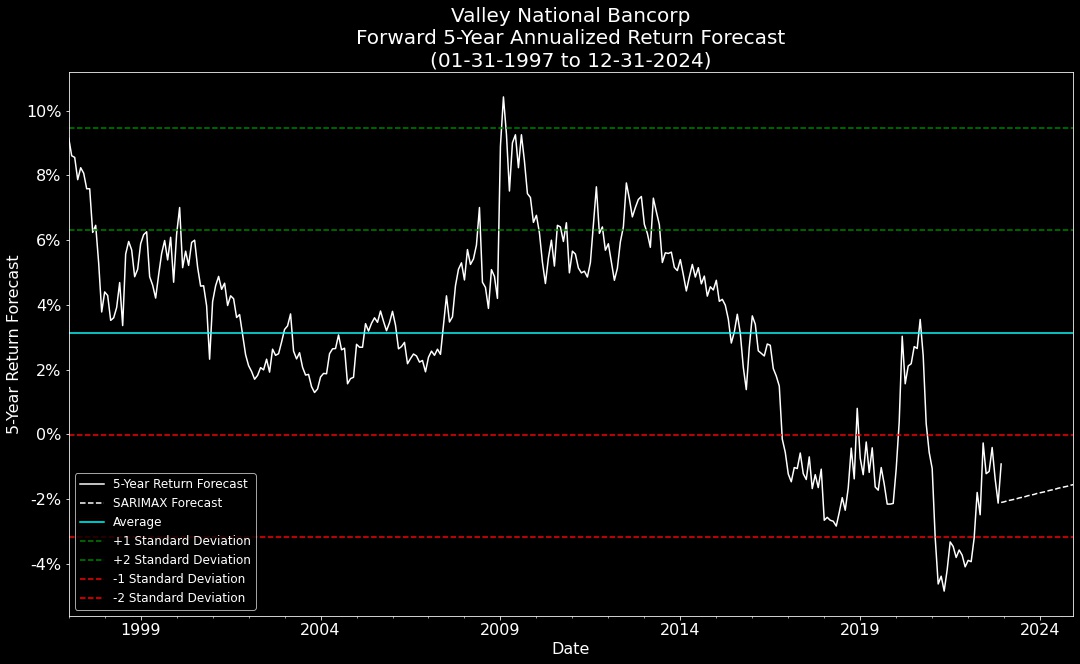 Valley National Bancorp
Forward 5-Year Annualized Return Forecast
(01-31-1997 to 12-31-2024)
5-Year Return Forecast
10%
8%
6%
4%
2%
0%
-2%
-4%
5-Year Return Forecast
SARIMAX Forecast
Average
+1 Standard Deviation
+2 Standard Deviation
-1 Standard Deviation
-2 Standard Deviation
1999
2004
2009
2014
2019
2024
Date